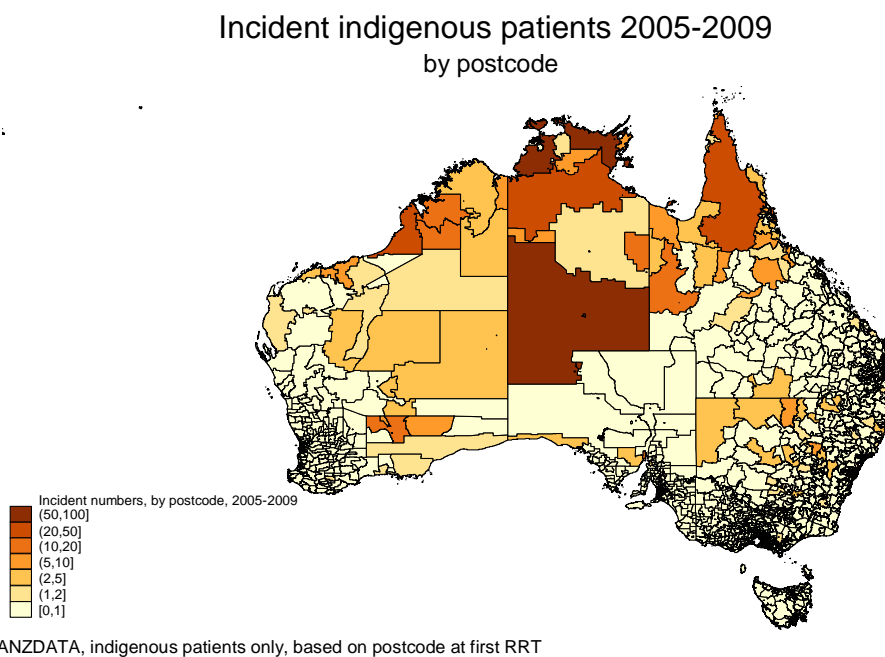 Incident indigenous patients 2005-2009
by postcode
Incident numbers, by postcode, 2005-2009
(50,100]
(20,50]
(10,20]
(5,10]
(2,5]
(1,2]
[0,1]
ANZDATA, indigenous patients only, based on postcode at first RRT